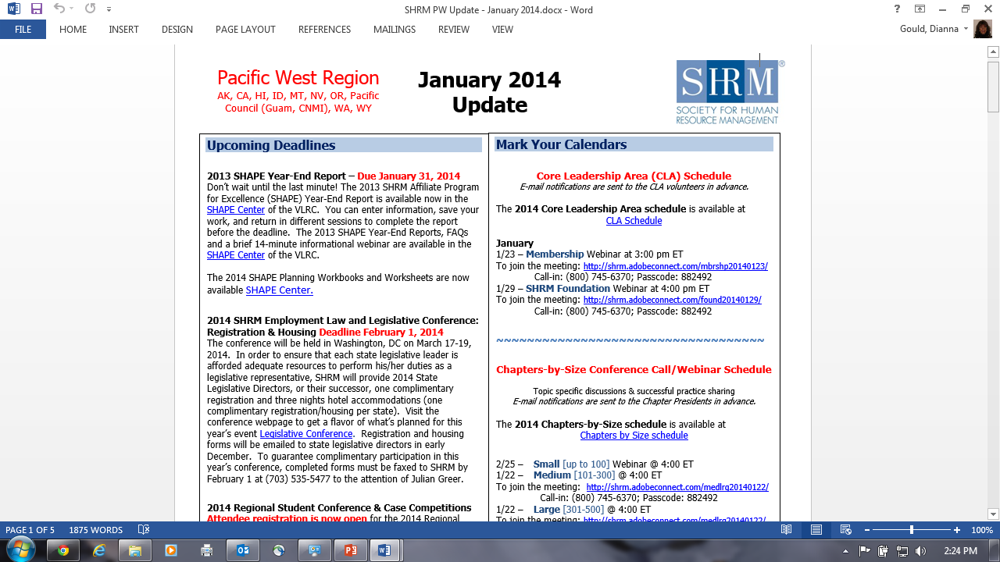 SHRM PW Update - January 2014.docx - Word
FILE HOME INSERT DESIGN PAGE LAYOUT REFERENCES MAILINGS REVIEW VIEW
Gould, Dianna
Pacific West Region
AK, CA, HI, ID, MT, NV, OR, Pacific
Council (Guam, CNMI), WA, WY
January 2014
Update
SHRM®
SOCIETY FOR HUMAN
RESOURCE MANAGEMENT
Upcoming Deadlines
2013 SHAPE Year-End Report – Due January 31, 2014
Don't wait until the last minute! The 2013 SHRM Affiliate Program
for Excellence (SHAPE) Year-End Report is available now in the
SHAPE Center of the VLRC. You can enter information, save your
work, and return in different sessions to complete the report
before the deadline. The 2013 SHAPE Year-End Reports, FAQs
and a brief 14-minute informational webinar are available in the
SHAPE Center of the VLRC.
The 2014 SHAPE Planning Workbooks and Worksheets are now
available SHAPE Center.
2014 SHRM Employment Law and Legislative Conference:
Registration & Housing Deadline February 1, 2014
The conference will be held in Washington, DC on March 17-19,
2014. In order to ensure that each state legislative leader is
afforded adequate resources to perform his/her duties as a
legislative representative, SHRM will provide 2014 State
Legislative Directors, or their successor, one complimentary
registration and three nights hotel accommodations (one
complimentary registration/housing per state). Visit the
conference webpage to get a flavor of what's planned for this
year's event Legislative Conference. Registration and housing
forms will be emailed to state legislative directors in early
December. To guarantee complimentary participation in this
year's conference, completed forms must be faxed to SHRM by
February 1 at (703) 535-5477 to the attention of Julian Greer.
2014 Regional Student Conference & Case Competitions
Attendee registration is now open for the 2014 Regional
Mark Your Calendars
Core Leadership Area (CLA) Schedule
E-mail notifications are sent to the CLA volunteers in advance.
The 2014 Core Leadership Area schedule is available at
CLA Schedule
January
1/23 – Membership Webinar at 3:00 pm ET
To join the meeting: http://shrm.adobeconnect.com/mbrshp20140123/
Call-in: (800) 745-6370; Passcode: 882492
1/29 – SHRM Foundation Webinar at 4:00 pm ET
To join the meeting: http://shrm.adobeconnect.com/found20140129/
Call-in: (800) 745-6370; Passcode: 882492
~~~~~~~~~~~~~~~~~~~~~~~~~~~~~~~~~~~
Chapters-by-Size Conference Call/Webinar Schedule
Topic specific discussions & successful practice sharing
E-mail notifications are sent to the Chapter Presidents in advance.
The 2014 Chapters-by-Size schedule is available at
Chapters by Size schedule
2/25 – Small [up to 100] Webinar @ 4:00 ET
1/22 – Medium [101-300] @ 4:00 ET
To join the meeting: http://shrm.adobeconnect.com/medlrg20140122/
Call-in: (800) 745-6370; Passcode: 882492
1/22 – Large [301-500] @ 4:00 ET
To join the meeting: http://shrm.adobeconnect.com/medlrg20140122/
PAGE 1 OF 5 1875 WORDS
100%
2:24 PM